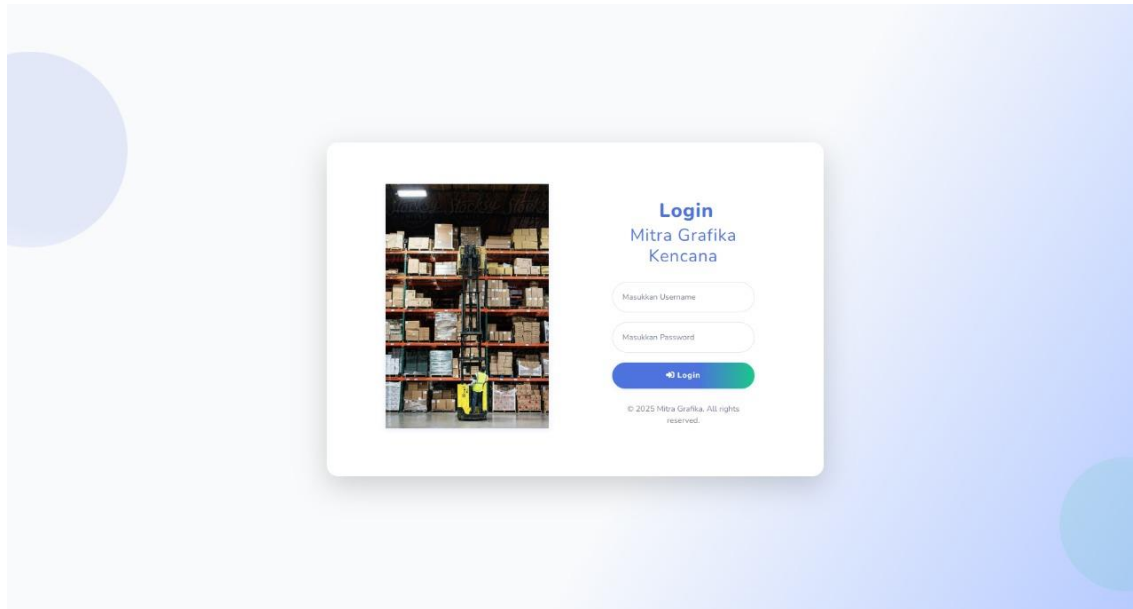 Login
Mitra Grafika
Kencana
Masukkan Username
Masukkan Password
Login
© 2025 Mitra Grafika. All rights
reserved.